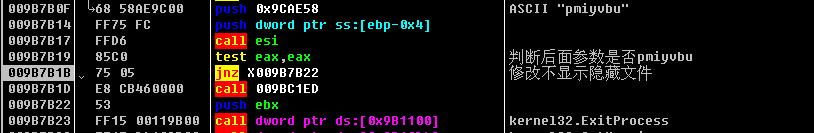 009B7B0F 68 58AE9C00 push 0x9CAE58 ASCII "pmiyvbu"
009B7B14 FF75 FC push dword ptr ss:[ebp-0x4]
009B7B17 FFD6 call esi
009B7B19 85C0 test eax,eax 判断后面参数是否pmiyvbu
009B7B1B 75 05 jnz X009B7B22 修改不显示隐藏文件
009B7B1D E8 CB460000 call 009BC1ED
009B7B22 53 push ebx
009B7B23 FF15 00119B00 call dword ptr ds:[0x9B1100] kernel32.ExitProcess